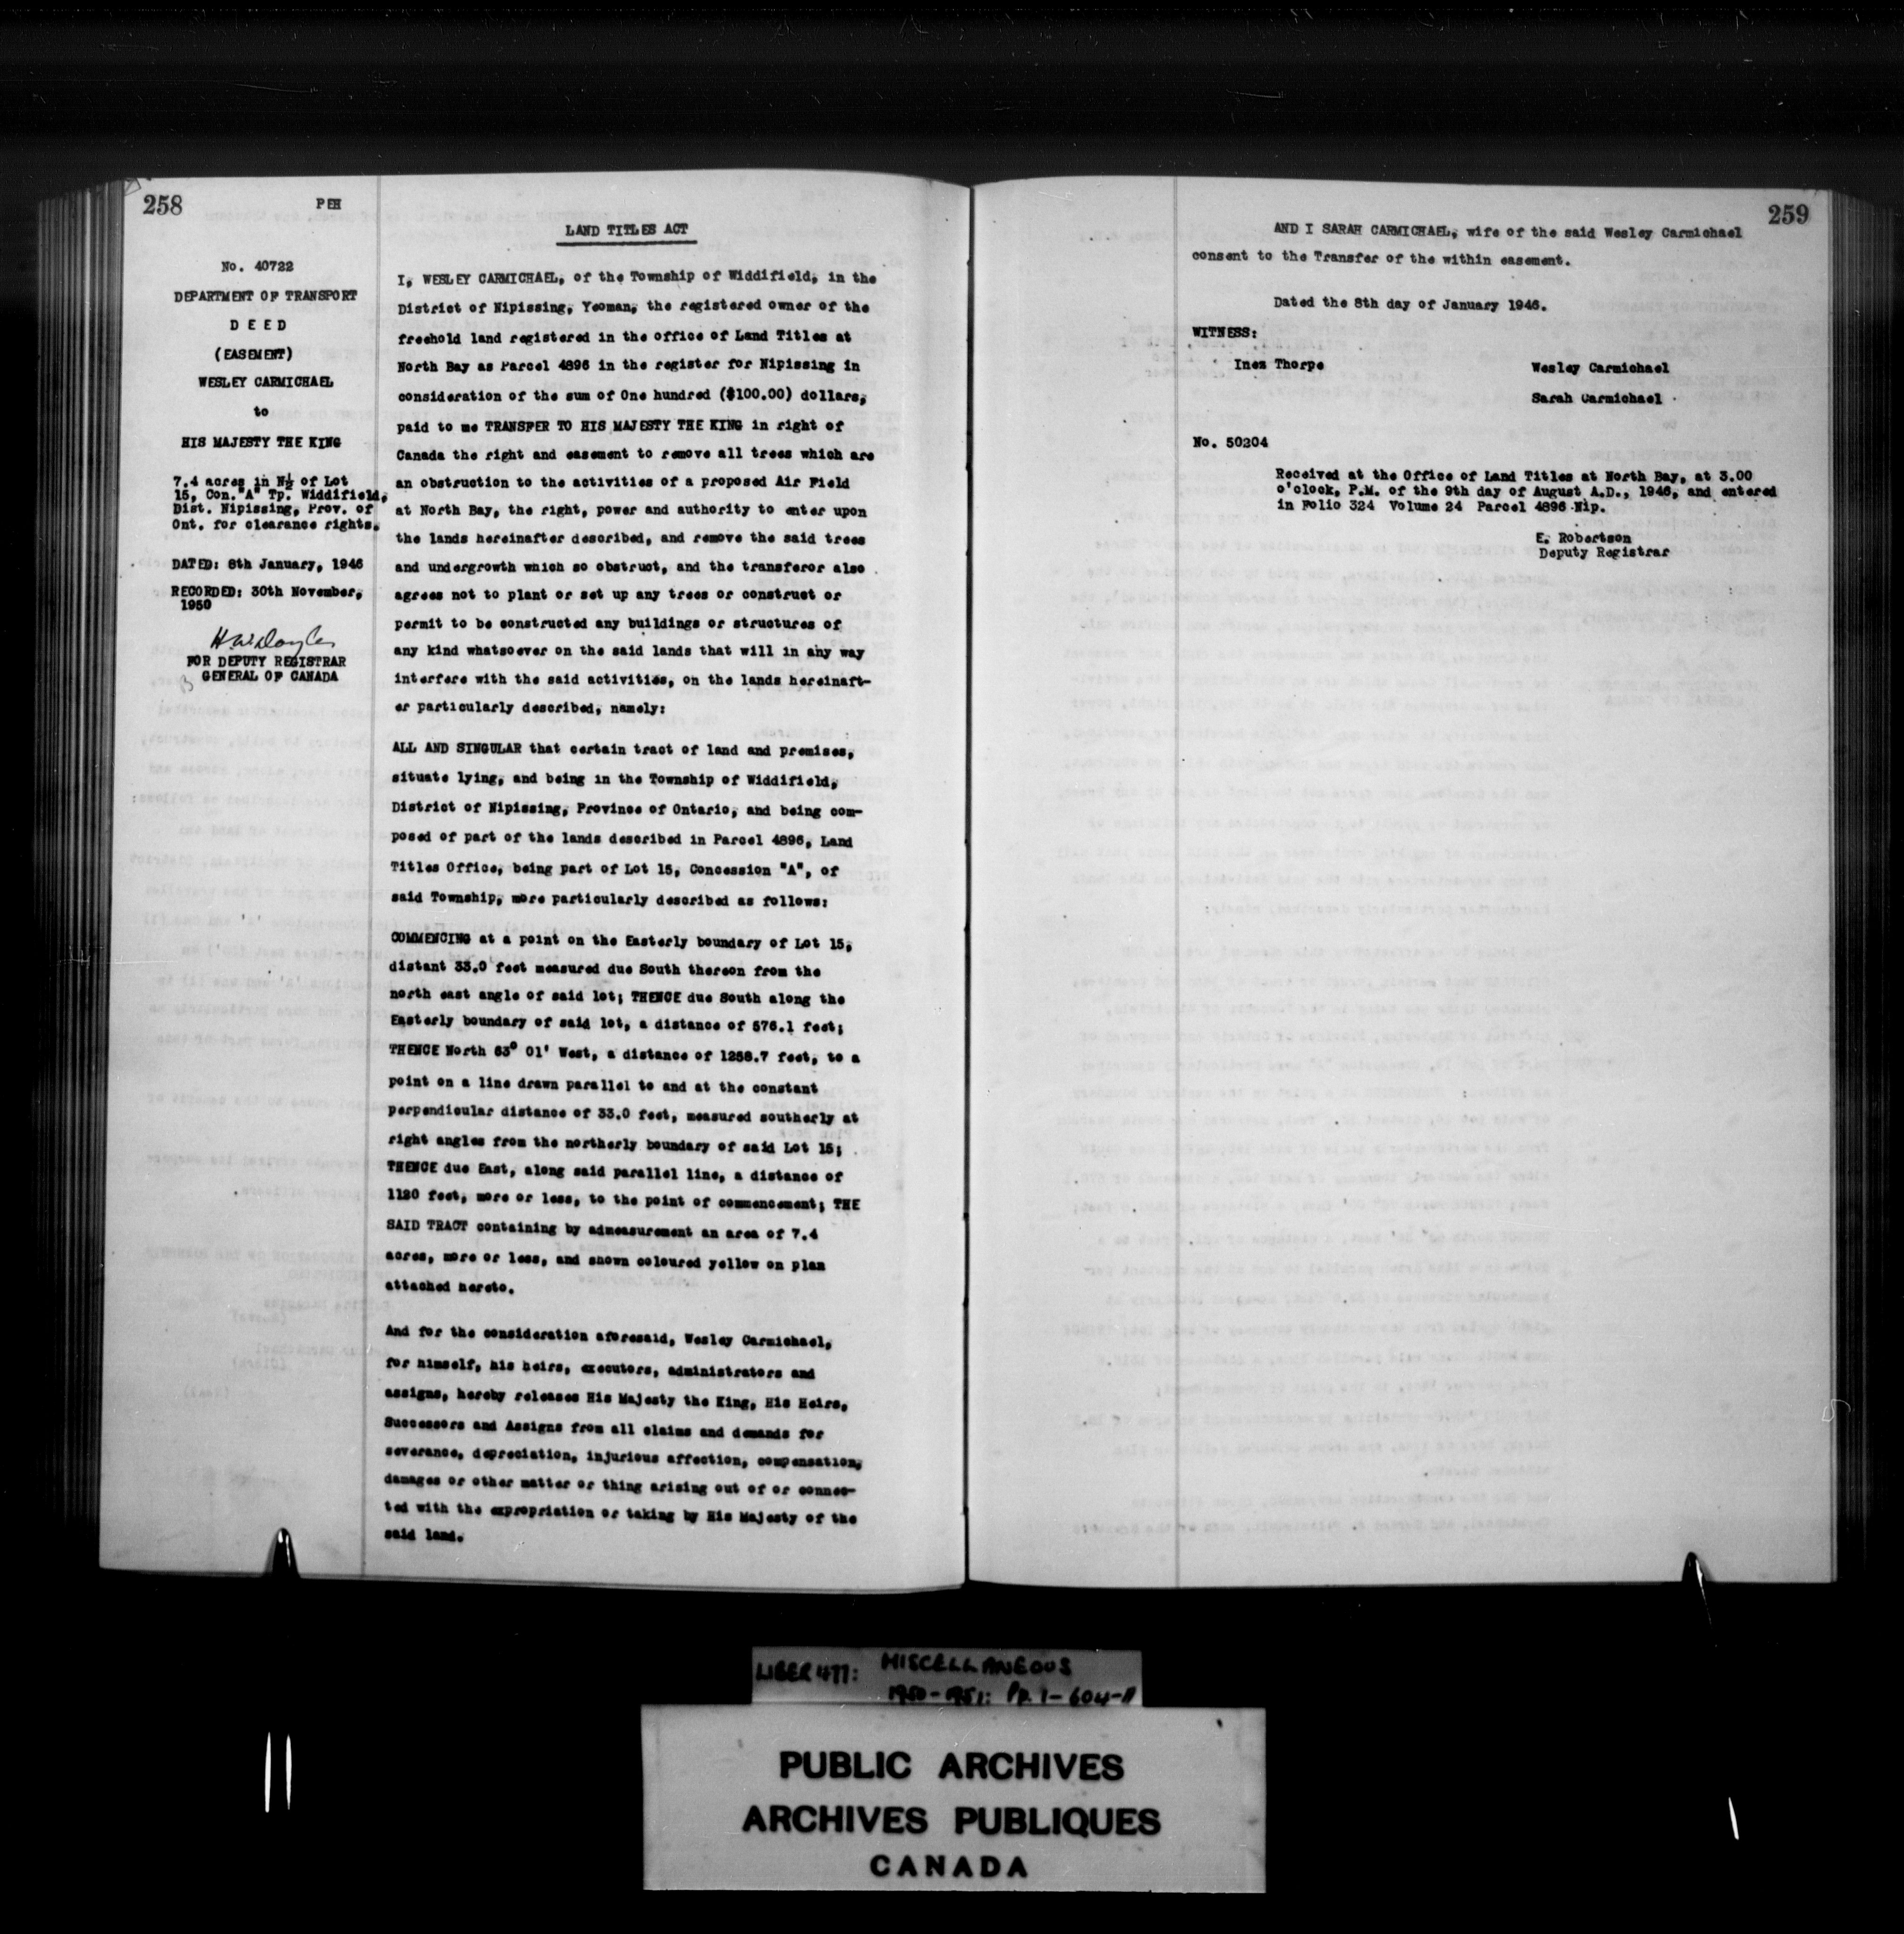 258
PEH
No. 40722
DEPARTMENT OF TRANSPORT
D E E D
(EASEMENT)
WESLEY CARMICHAEL
to
HIS MAJESTY THE KING
7.4 acres in N½ of Lot
15, Con. "A" Tp. Widdifield,
Dist. Nipissing, Prov. of
Ont. for clearance rights.
DATED: 8th January, 1946
RECORDED: 30th November,
1950
FOR DEPUTY REGISTRAR
GENERAL OF CANADA
LAND TITLES ACT
I, WESLEY CARMICHAEL, of the Township of Widdifield, in the
District of Nipissing, Yeoman, the registered owner of the
freehold land registered in the office of Land Titles at
North Bay as Parcel 4896 in the register for Nipissing in
consideration of the sum of One hundred ($100.00) dollars,
paid to me TRANSFER TO HIS MAJESTY THE KING in right of
Canada the right and easement to remove all trees which are
an obstruction to the activities of a proposed Air Field
at North Bay, the right, power and authority to enter upon
the lands hereinafter described, and remove the said trees
and undergrowth which so obstruct, and the transferor also
agrees not to plant or set up any trees or construct or
permit to be constructed any buildings or structures of
any kind whatsoever on the said lands that will in any way
interfere with the said activities, on the lands hereinaft-
er particularly described, namely:
ALL AND SINGULAR that certain tract of land and premises,
situate lying, and being in the Township of Widdifield,
District of Nipissing, Province of Ontario, and being com-
posed of part of the lands described in Parcel 4896, Land
Titles Office, being part of Lot 15, Concession "A", of
said Township, more particularly described as follows:
COMMENCING at a point on the Easterly boundary of Lot 15,
distant 33.0 feet measured due South thereon from the
north east angle of said lot; THENCE due South along the
Easterly boundary of said lot, a distance of 576.1 feet;
THENCE North 63° 01' West, a distance of 1258.7 feet, to a
point on a line drawn parallel to and at the constant
perpendicular distance of 33.0 feet, measured southerly at
right angles from the northerly boundary of said Lot 15;
THENCE due East, along said parallel line, a distance of
1120 feet, more or less, to the point of commencement; THE
SAID TRACT containing by admeasurement an area of 7.4
acres, more or less, and shown coloured yellow on plan
attached hereto.
And for the consideration aforesaid, Wesley Carmichael,
for himself, his heirs, executors, administrators and
assigns, hereby releases His Majesty the King, His Heirs,
Successors and Assigns from all claims and demands for
severance, depreciation, injurious affection, compensation,
damages or other matter or thing arising out of or connec-
ted with the expropriation or taking by His Majesty of the
said land.
259
AND I SARAH CARMICHAEL, wife of the said Wesley Carmichael
consent to the Transfer of the within easement.
Dated the 8th day of January 1946.
WITNESS:
Inez Thorpe
Wesley Carmichael
Sarah Carmichael
No. 50204
Received at the Office of Land Titles at North Bay, at 3.00
o'clock, P.M. of the 9th day of August A.D., 1946, and entered
in Folio 324 Volume 24 Parcel 4896 Nip.
E. Robertson
Deputy Registrar
LIBER 477: MISCELLANEOUS
1950-1951: Pp. 1-604-
PUBLIC ARCHIVES
ARCHIVES PUBLIQUES
CANADA